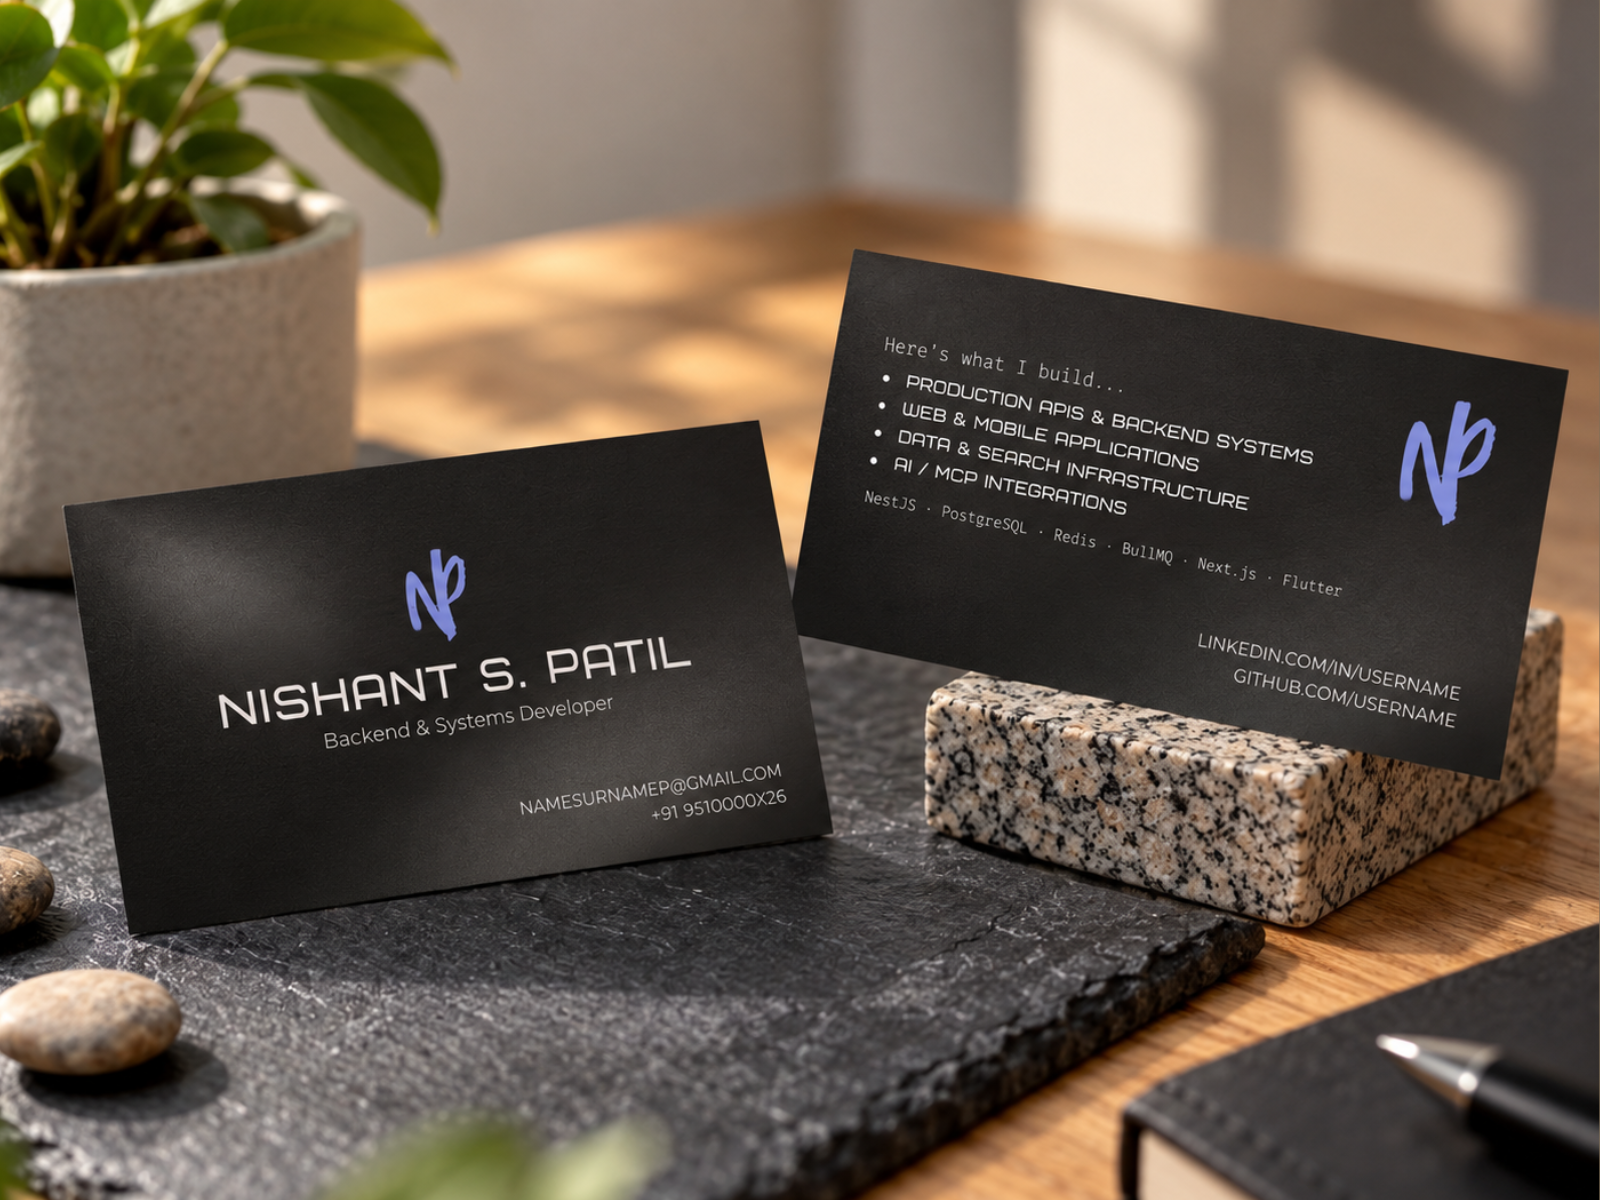 NP
NISHANT S. PATIL
Backend & Systems Developer
NAMESURNAMEP@GMAIL.COM
+91 9510000X26
Here's what I build...
• PRODUCTION APIS & BACKEND SYSTEMS
• WEB & MOBILE APPLICATIONS
• DATA & SEARCH INFRASTRUCTURE
• AI / MCP INTEGRATIONS
NestJS · PostgreSQL · Redis · BullMQ · Next.js · Flutter
NP
LINKEDIN.COM/IN/USERNAME
GITHUB.COM/USERNAME